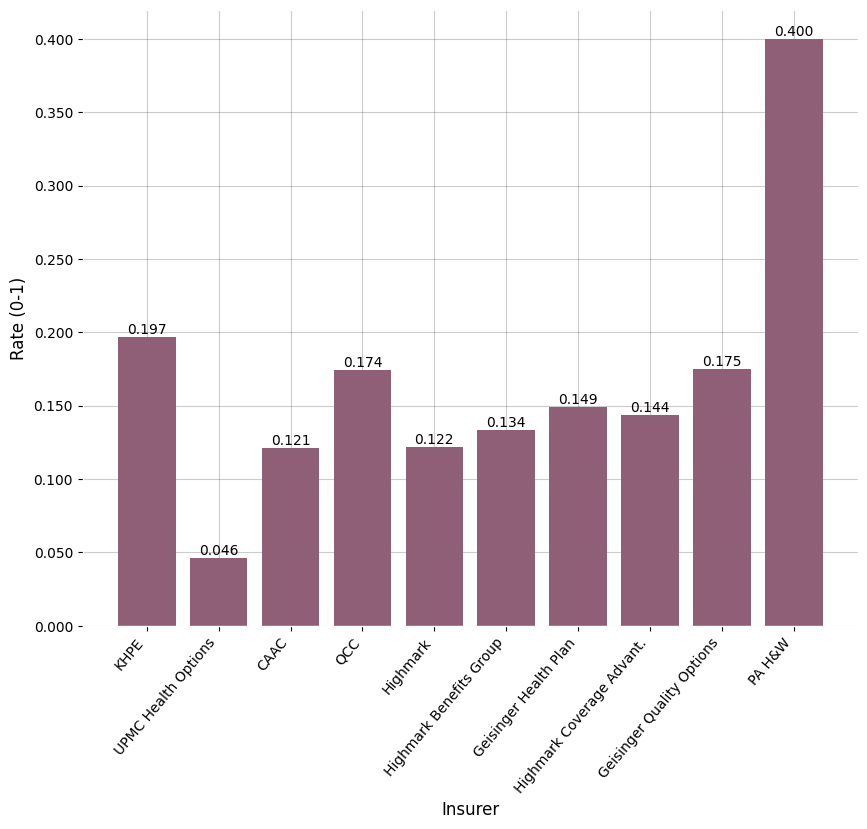 0.400
0.350
0.300
0.250
0.200
0.150
0.100
0.050
0.000
Rate (0-1)
0.197
0.046
0.121
0.174
0.122
0.134
0.149
0.144
0.175
0.400
KHPE
UPMC Health Options
CAAC
QCC
Highmark
Highmark Benefits Group
Geisinger Health Plan
Highmark Coverage Advant.
Geisinger Quality Options
PA H&W
Insurer